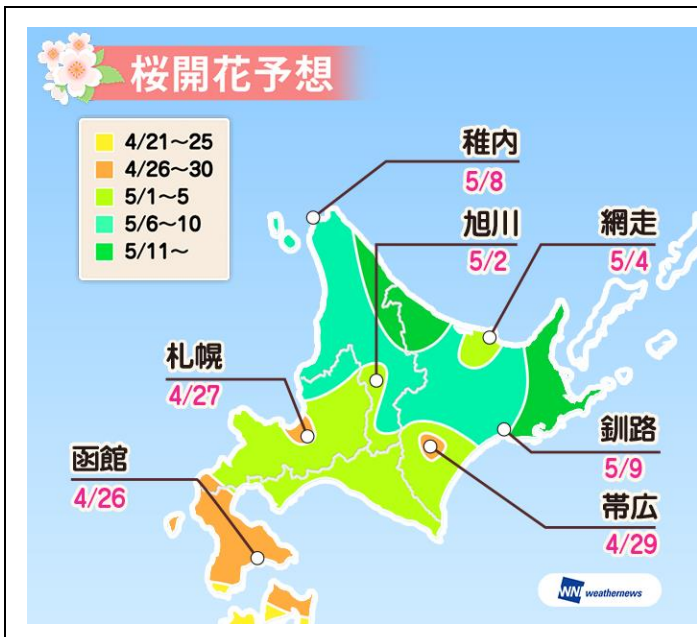 桜開花予想
4/21～25
4/26～30
5/1～5
5/6～10
5/11～
稚内
5/8
旭川
5/2
網走
5/4
札幌
4/27
函館
4/26
釧路
5/9
帯広
4/29
WN weathernews